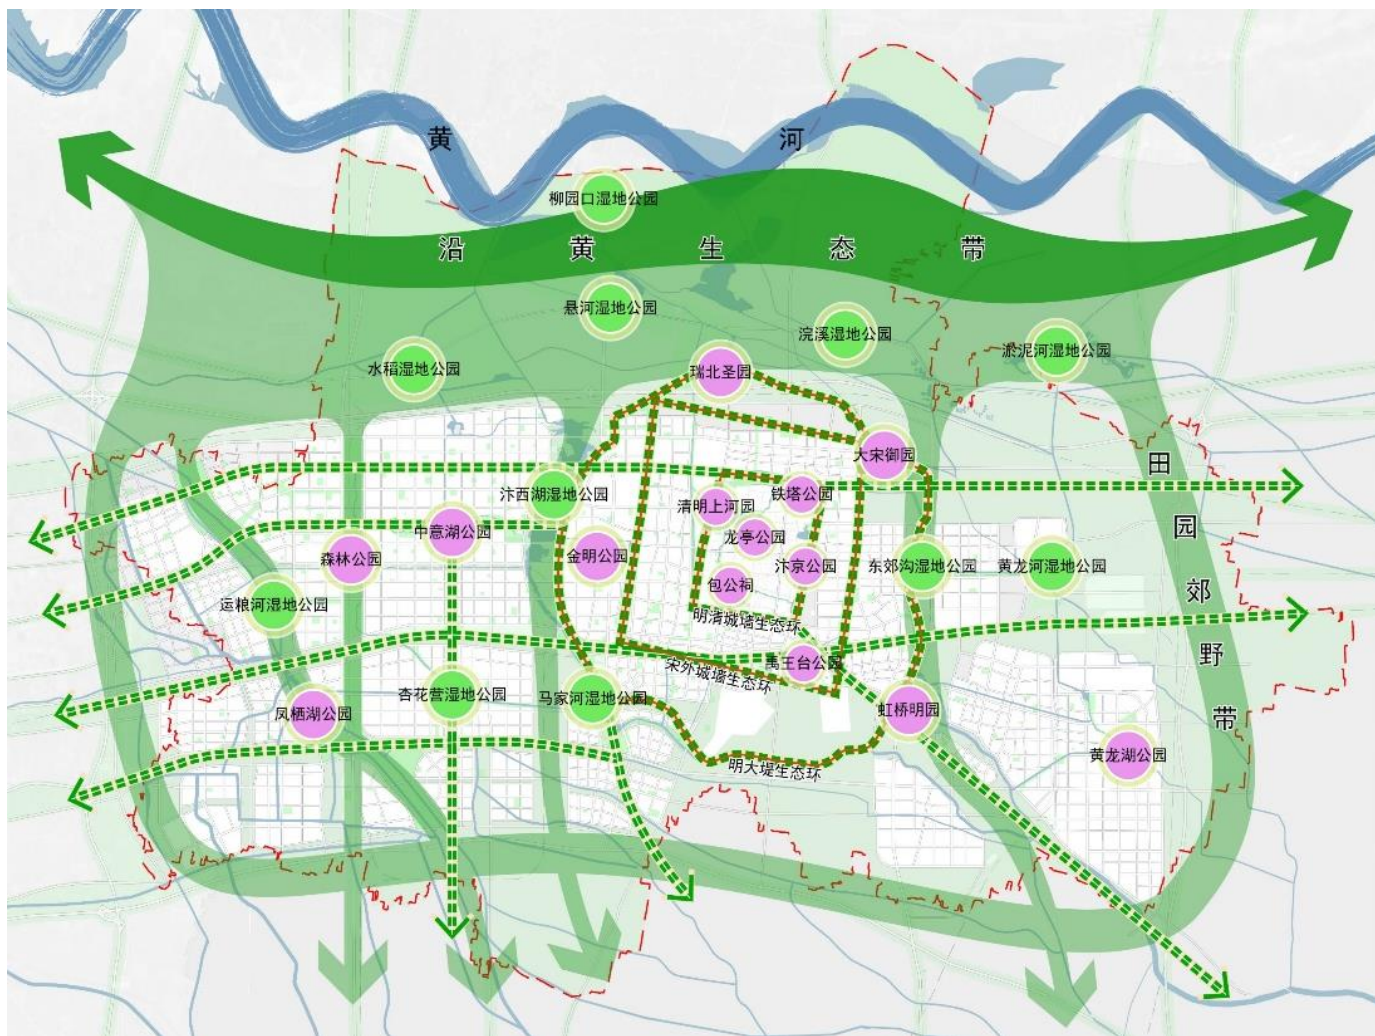 黄河
柳园口湿地公园
沿黄生态带
悬河湿地公园
浣溪湿地公园
淤泥河湿地公园
水稻湿地公园
瑞北圣园
大宋御园
田园郊野带
汴西湖湿地公园
铁塔公园
清明上河园
中意湖公园
龙亭公园
金明公园
森林公园
汴京公园
东郊沟湿地公园
黄龙河湿地公园
包公祠
运粮河湿地公园
明清城墙生态环
禹王台公园
宋外城墙生态环
杏花营湿地公园
马家河湿地公园
凤栖湖公园
虹桥明园
黄龙湖公园
明大堤生态环